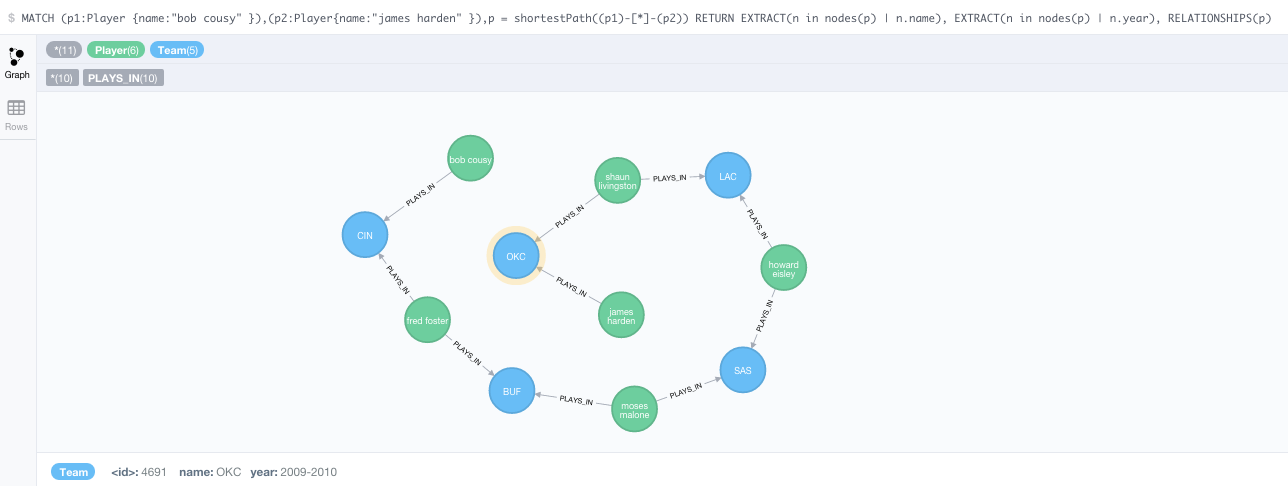 $ MATCH (p1:Player {name:"bob cousy" }),(p2:Player{name:"james harden" }),p = shortestPath((p1)-[*]-(p2)) RETURN EXTRACT(n in nodes(p) | n.name), EXTRACT(n in nodes(p) | n.year), RELATIONSHIPS(p)
*(11) Player(6) Team(5)
Graph
*(10) PLAYS_IN(10)
Rows
bob cousy
PLAYS_IN
CIN
PLAYS_IN
fred foster
PLAYS_IN
BUF
PLAYS_IN
moses
malone
PLAYS_IN
SAS
PLAYS_IN
howard
eisley
PLAYS_IN
LAC
PLAYS_IN
shaun
livingston
PLAYS_IN
OKC
PLAYS_IN
james
harden
Team <id>: 4691 name: OKC year: 2009-2010